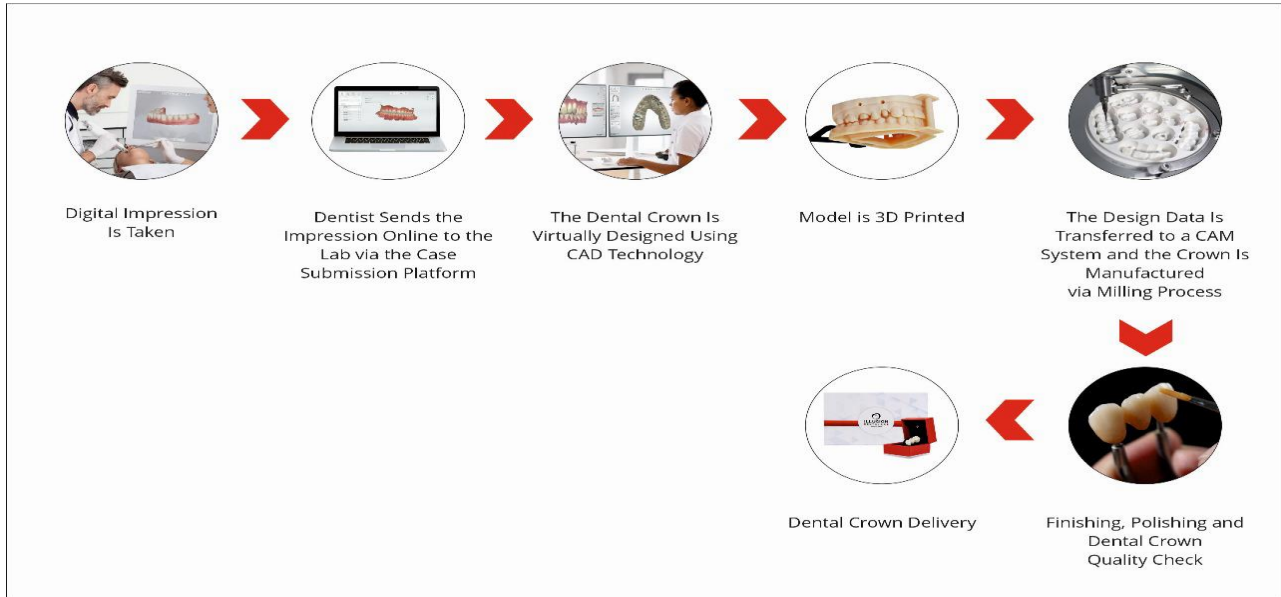 Digital Impression
Is Taken
Dentist Sends the
Impression Online to the
Lab via the Case
Submission Platform
The Dental Crown Is
Virtually Designed Using
CAD Technology
Model is 3D Printed
The Design Data Is
Transferred to a CAM
System and the Crown Is
Manufactured
via Milling Process
ILLUSION
Dental Crown Delivery
Finishing, Polishing and
Dental Crown
Quality Check